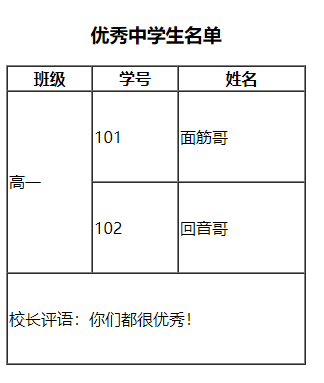 优秀中学生名单
班级 学号 姓名
高一 101 面筋哥
102 回音哥
校长评语：你们都很优秀！